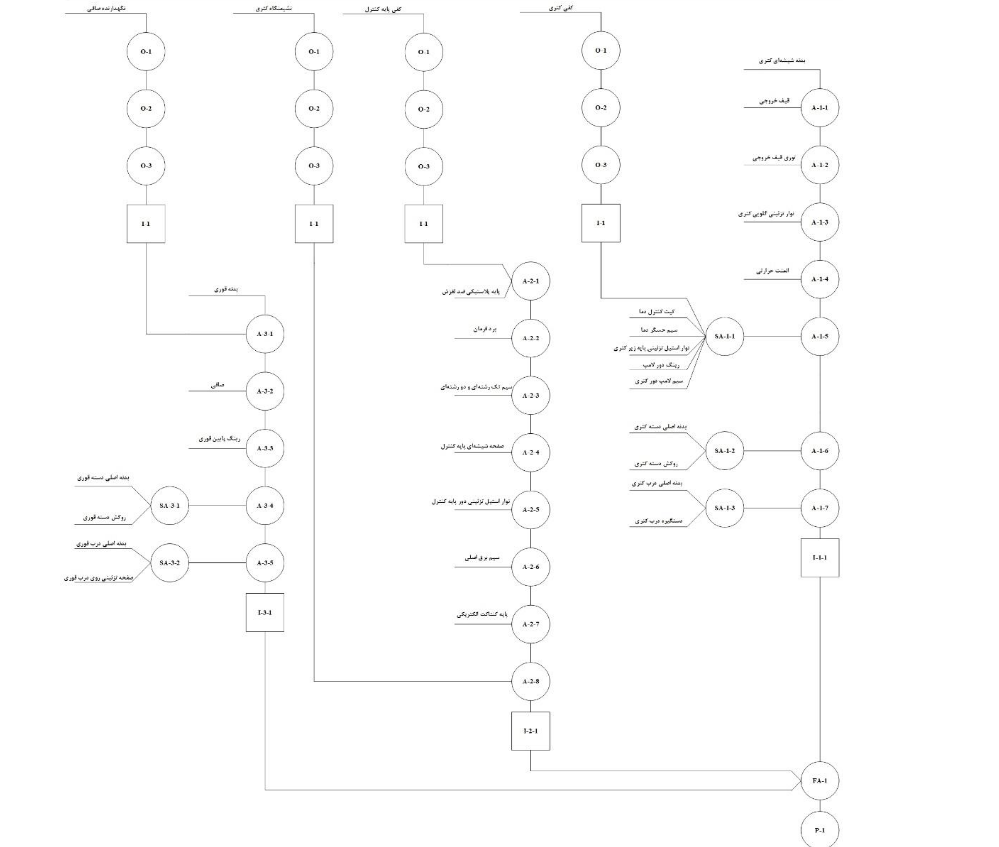 نگهدارنده صافی
نشیمنگاه کتری
کفی پایه کنترل
کفی کتری
O-1
O-1
O-1
O-1
O-2
O-2
O-2
O-2
O-3
O-3
O-3
O-3
I-1
I-1
I-1
I-1
بدنه شیشه‌ای کتری
A-1-1
قیف خروجی
A-1-2
توری قیف خروجی
A-1-3
نوار تزئینی گلویی کتری
A-1-4
المنت حرارتی
A-1-5
SA-1-1
کیت کنترل دما
سیم حسگر دما
نوار استیل تزئینی پایه زیر کتری
رینگ دور لامپ
سیم لامپ دور کتری
A-1-6
SA-1-2
بدنه اصلی دسته کتری
روکش دسته کتری
A-1-7
SA-1-3
بدنه اصلی درب کتری
دستگیره درب کتری
I-1-1
A-2-1
پایه پلاستیکی ضد لغزش
A-2-2
برد فرمان
A-2-3
سیم تک رشته‌ای و دو رشته‌ای
A-2-4
صفحه شیشه‌ای پایه کنترل
A-2-5
نوار استیل تزئینی دور پایه کنترل
A-2-6
سیم برق اصلی
A-2-7
پایه کنتاکت الکتریکی
A-2-8
I-2-1
بدنه قوری
A-3-1
A-3-2
صافی
A-3-3
رینگ پایین قوری
A-3-4
SA-3-1
بدنه اصلی دسته قوری
روکش دسته قوری
A-3-5
SA-3-2
بدنه اصلی درب قوری
صفحه تزئینی روی درب قوری
I-3-1
FA-1
P-1